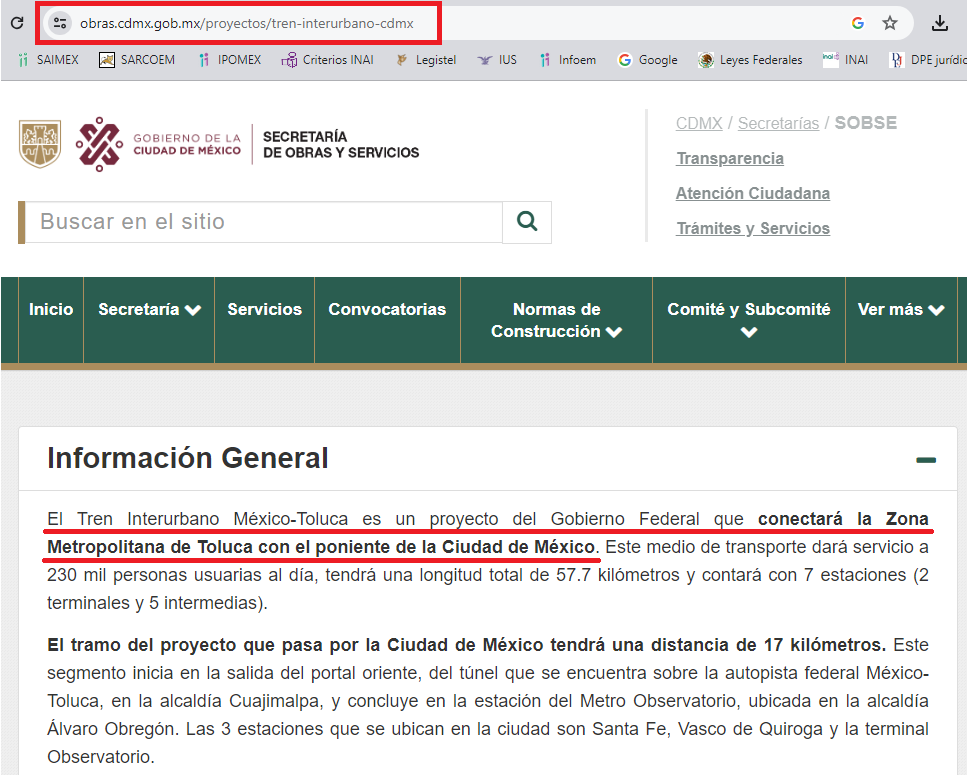 obras.cdmx.gob.mx/proyectos/tren-interurbano-cdmx
SAIMEX SARCOEM IPOMEX Criterios INAI Legistel IUS Infoem Google Leyes Federales INAI DPE jurídic
GOBIERNO DE LA
CIUDAD DE MÉXICO
SECRETARÍA
DE OBRAS Y SERVICIOS
CDMX / Secretarías / SOBSE
Transparencia
Atención Ciudadana
Trámites y Servicios
Buscar en el sitio
Inicio
Secretaría
Servicios
Convocatorias
Normas de
Construcción
Comité y Subcomité
Ver más
Información General
El Tren Interurbano México-Toluca es un proyecto del Gobierno Federal que conectará la Zona
Metropolitana de Toluca con el poniente de la Ciudad de México. Este medio de transporte dará servicio a
230 mil personas usuarias al día, tendrá una longitud total de 57.7 kilómetros y contará con 7 estaciones (2
terminales y 5 intermedias).
El tramo del proyecto que pasa por la Ciudad de México tendrá una distancia de 17 kilómetros. Este
segmento inicia en la salida del portal oriente, del túnel que se encuentra sobre la autopista federal México-
Toluca, en la alcaldía Cuajimalpa, y concluye en la estación del Metro Observatorio, ubicada en la alcaldía
Álvaro Obregón. Las 3 estaciones que se ubican en la ciudad son Santa Fe, Vasco de Quiroga y la terminal
Observatorio.